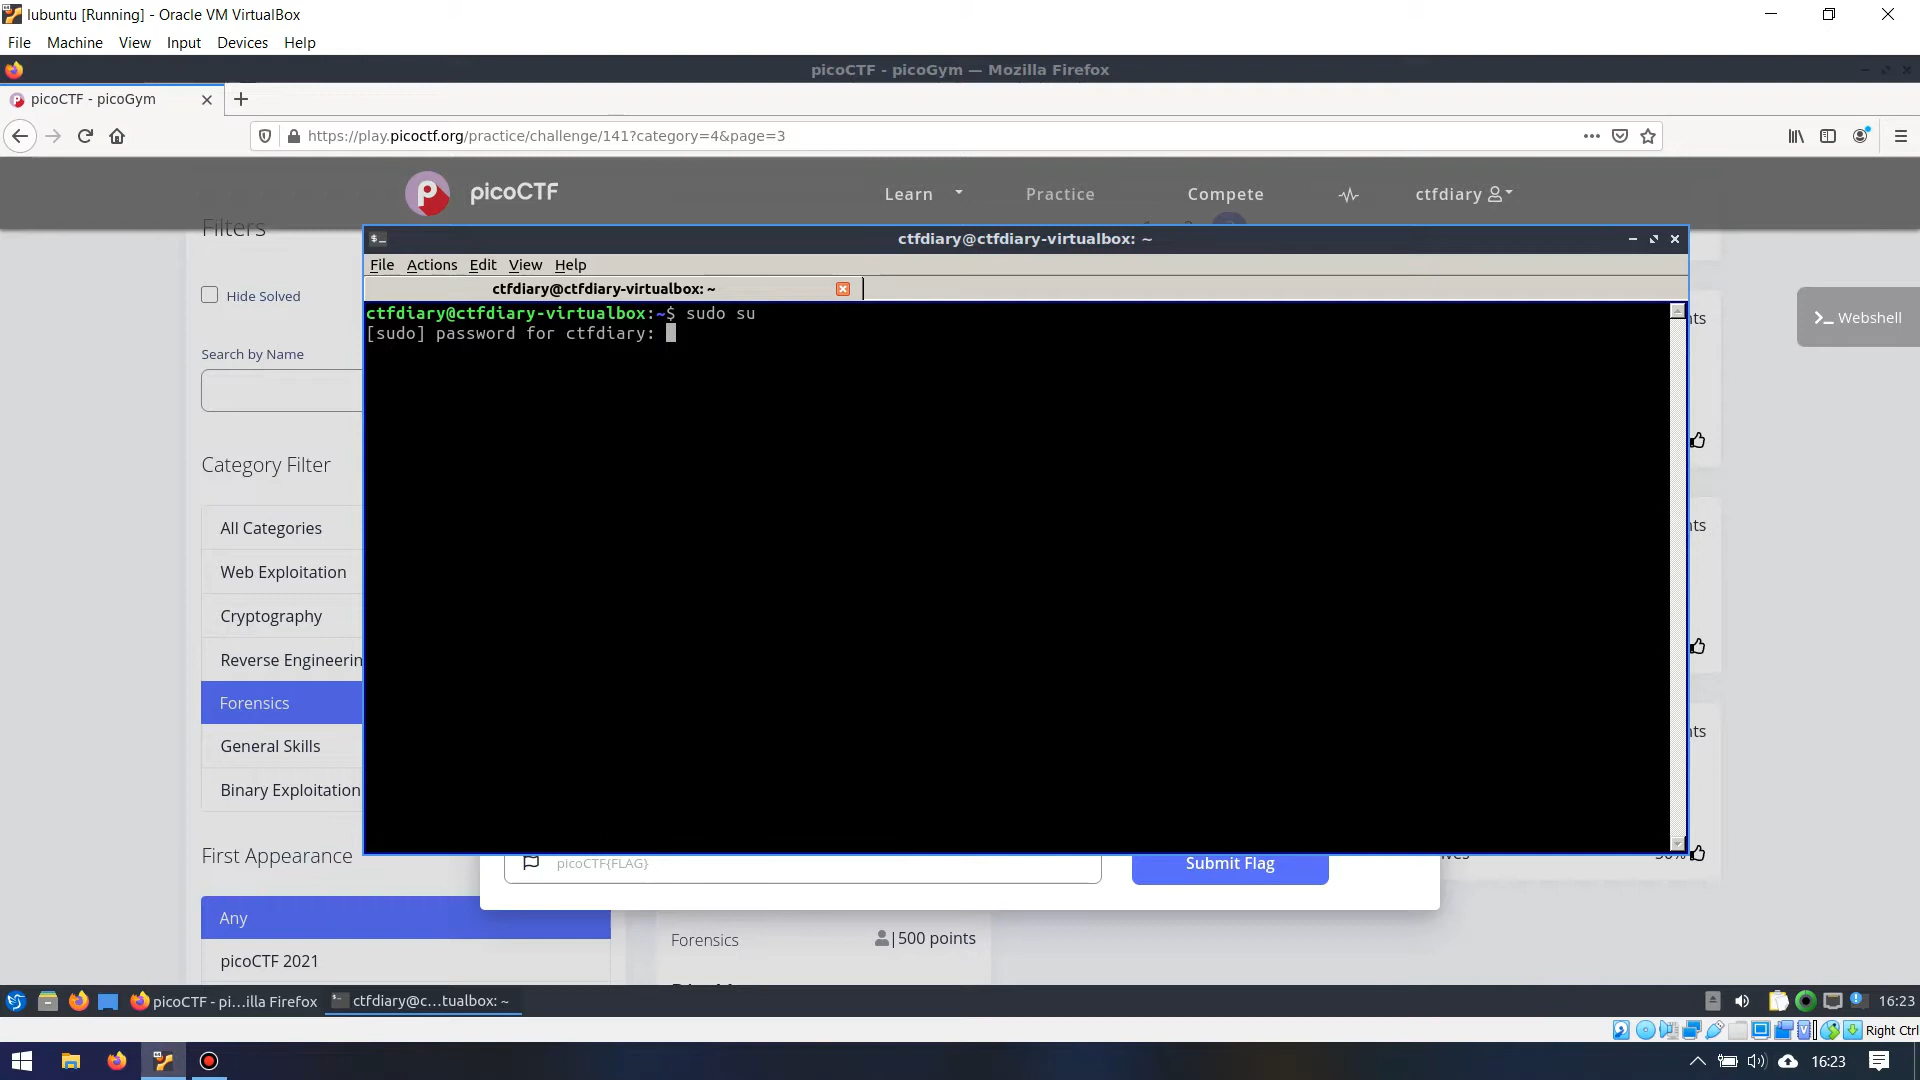 lubuntu [Running] - Oracle VM VirtualBox
File Machine View Input Devices Help
picoCTF - picoGym — Mozilla Firefox
picoCTF - picoGym
https://play.picoctf.org/practice/challenge/141?category=4&page=3
picoCTF Learn Practice Compete ctfdiary
Filters
Hide Solved
Search by Name
Category Filter
All Categories
Web Exploitation
Cryptography
Reverse Engineerin
Forensics
General Skills
Binary Exploitation
First Appearance
Any
picoCTF 2021
ctfdiary@ctfdiary-virtualbox: ~
File Actions Edit View Help
ctfdiary@ctfdiary-virtualbox: ~
ctfdiary@ctfdiary-virtualbox:~$ sudo su
[sudo] password for ctfdiary:
nts
>_ Webshell
nts
nts
picoCTF{FLAG}
Submit Flag
Forensics |500 points
picoCTF - pi...illa Firefox ctfdiary@c...tualbox: ~ 16:23
Right Ctrl
16:23